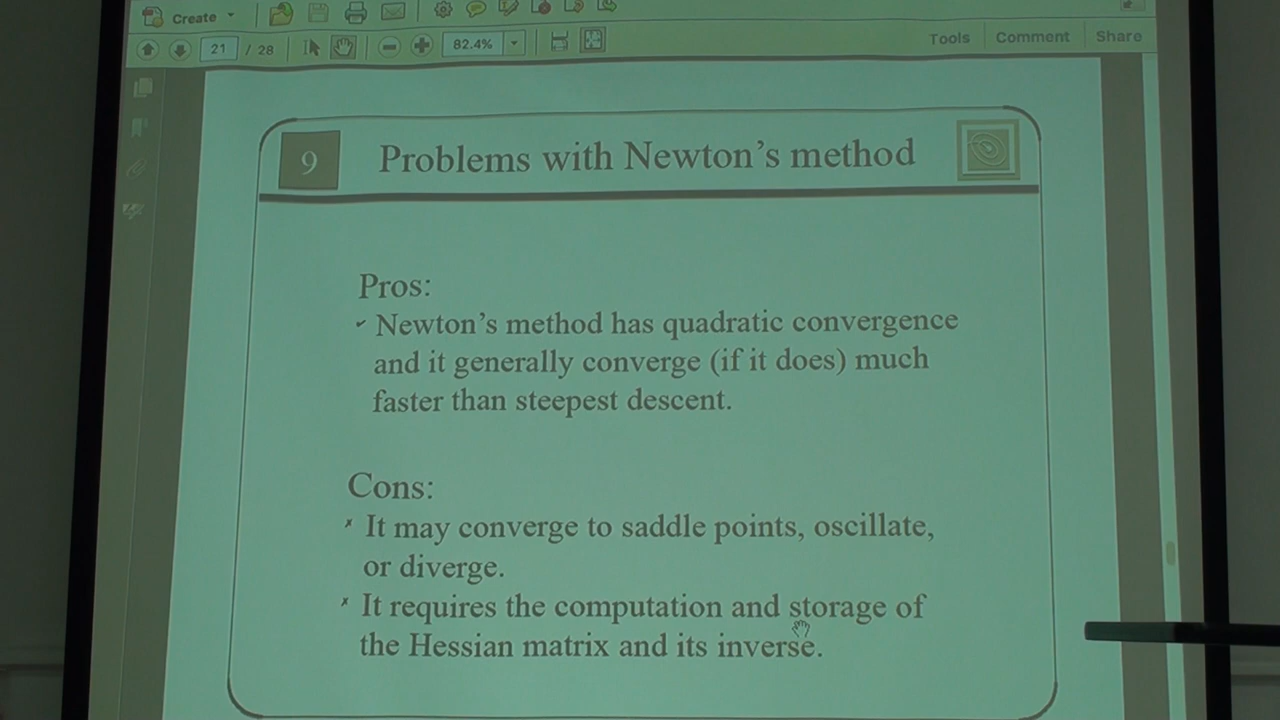 Create
21 / 28
82.4%
Tools
Comment
Share
9
Problems with Newton's method
Pros:
✔ Newton's method has quadratic convergence
and it generally converge (if it does) much
faster than steepest descent.
Cons:
✗ It may converge to saddle points, oscillate,
or diverge.
✗ It requires the computation and storage of
the Hessian matrix and its inverse.